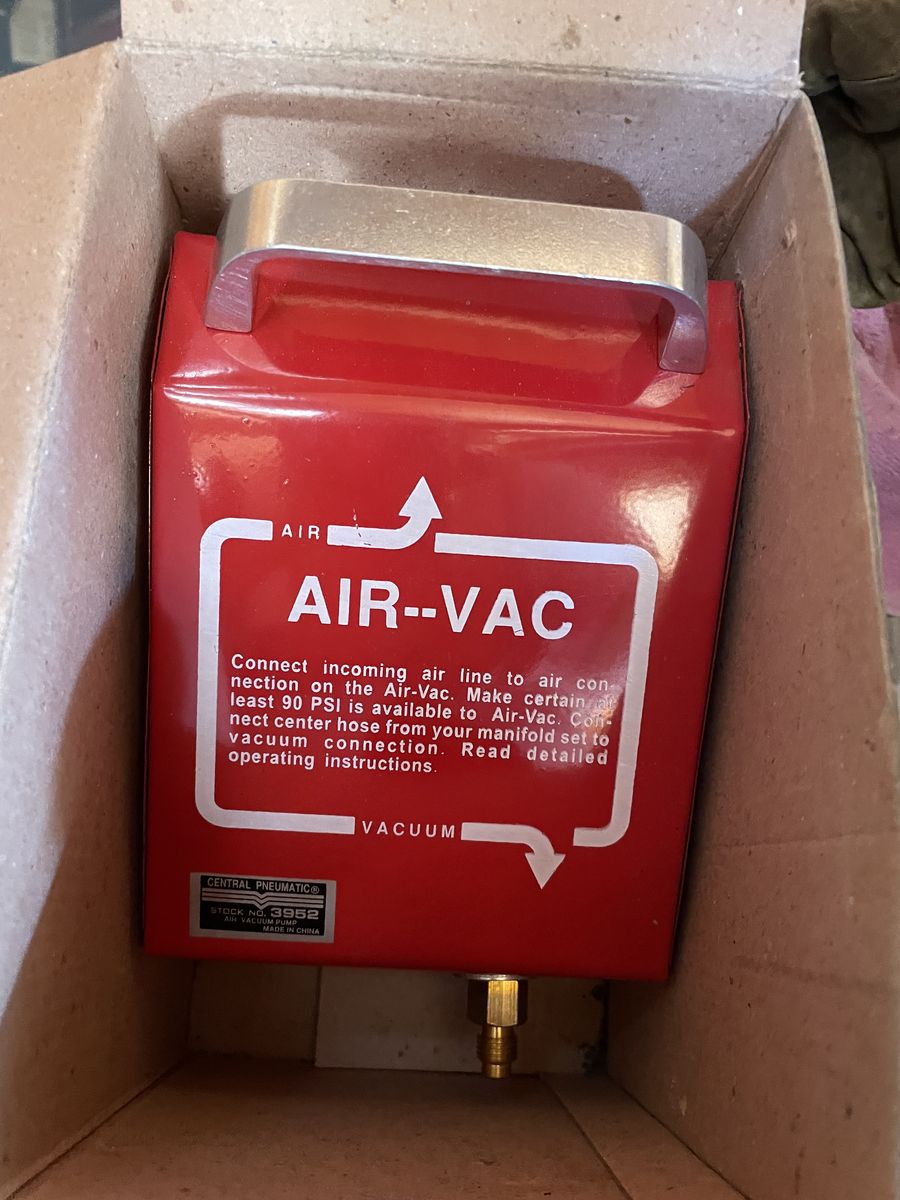 AIR
AIR--VAC
Connect incoming air line to air con-
nection on the Air-Vac. Make certain at
least 90 PSI is available to Air-Vac. Con-
nect center hose from your manifold set to
vacuum connection. Read detailed
operating instructions.
VACUUM
CENTRAL PNEUMATIC®
STOCK NO. 3952
AIR VACUUM PUMP
MADE IN CHINA